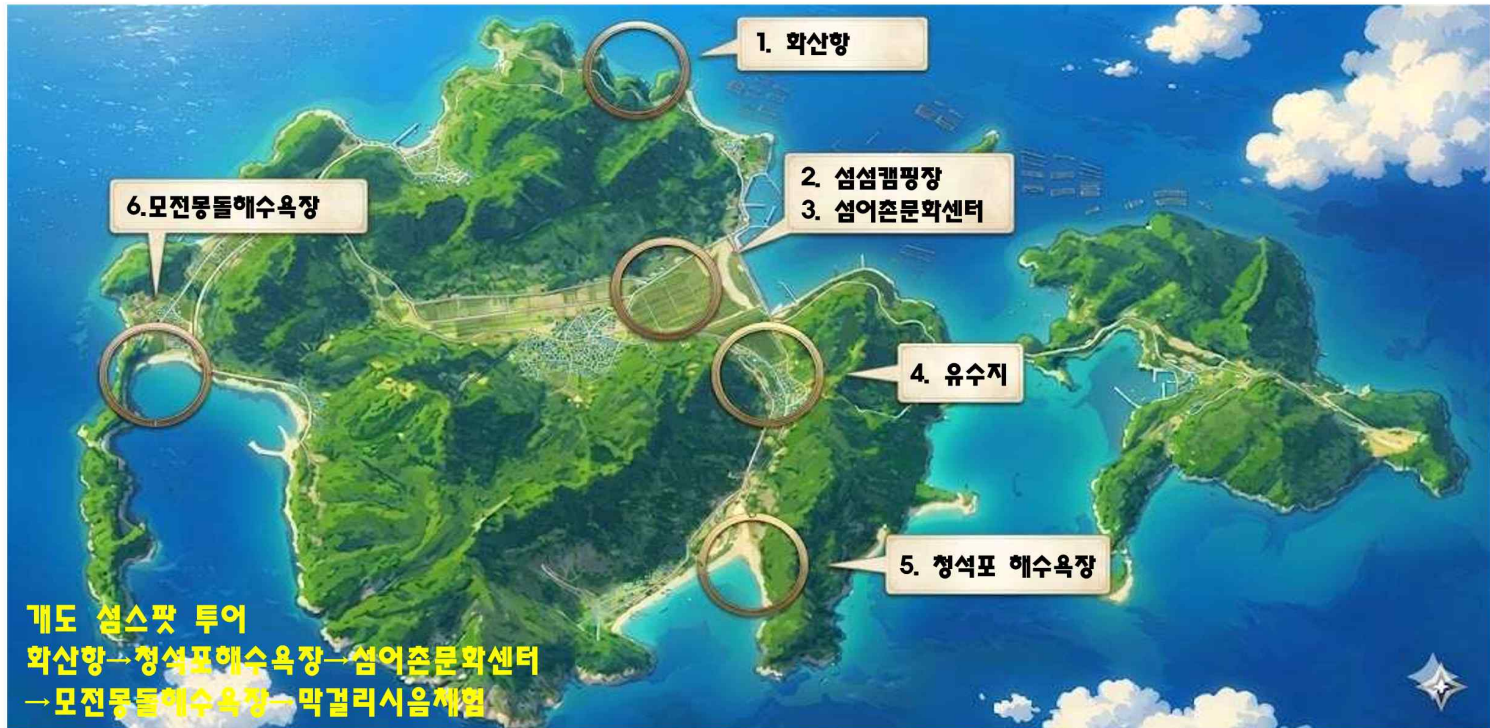 1. 화산항
2. 섬섬캠핑장
3. 섬어촌문화센터
6.모전몽돌해수욕장
4. 유수지
5. 청석포 해수욕장
개도 섬스팟 투어
화산항→청석포해수욕장→섬어촌문화센터
→모전몽돌해수욕장→막걸리시음체험